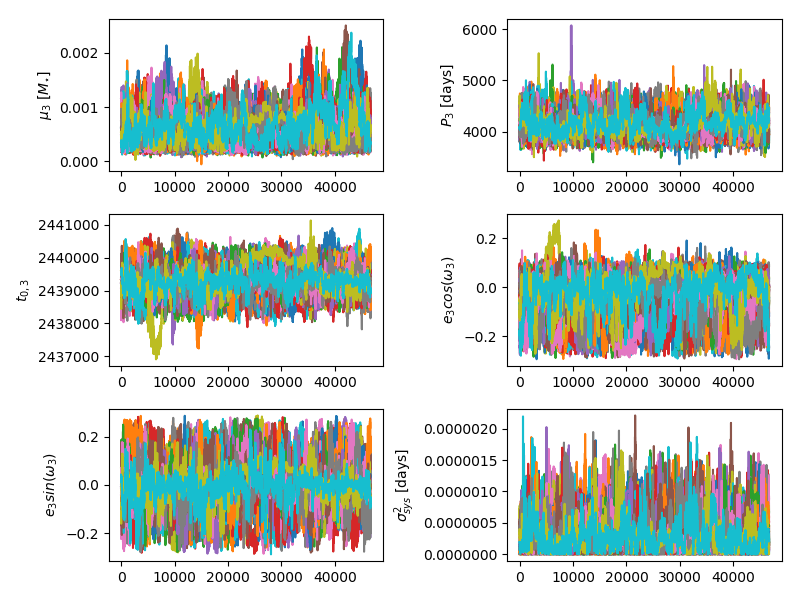 0.002
0.001
0.000
μ₃ [M⋆]
0 10000 20000 30000 40000
6000
5000
4000
P₃ [days]
0 10000 20000 30000 40000
2441000
2440000
2439000
2438000
2437000
t₀,₃
0 10000 20000 30000 40000
0.2
0.0
−0.2
e₃cos(ω₃)
0 10000 20000 30000 40000
0.2
0.0
−0.2
e₃sin(ω₃)
0 10000 20000 30000 40000
0.0000020
0.0000015
0.0000010
0.0000005
0.0000000
σ²sys [days]
0 10000 20000 30000 40000